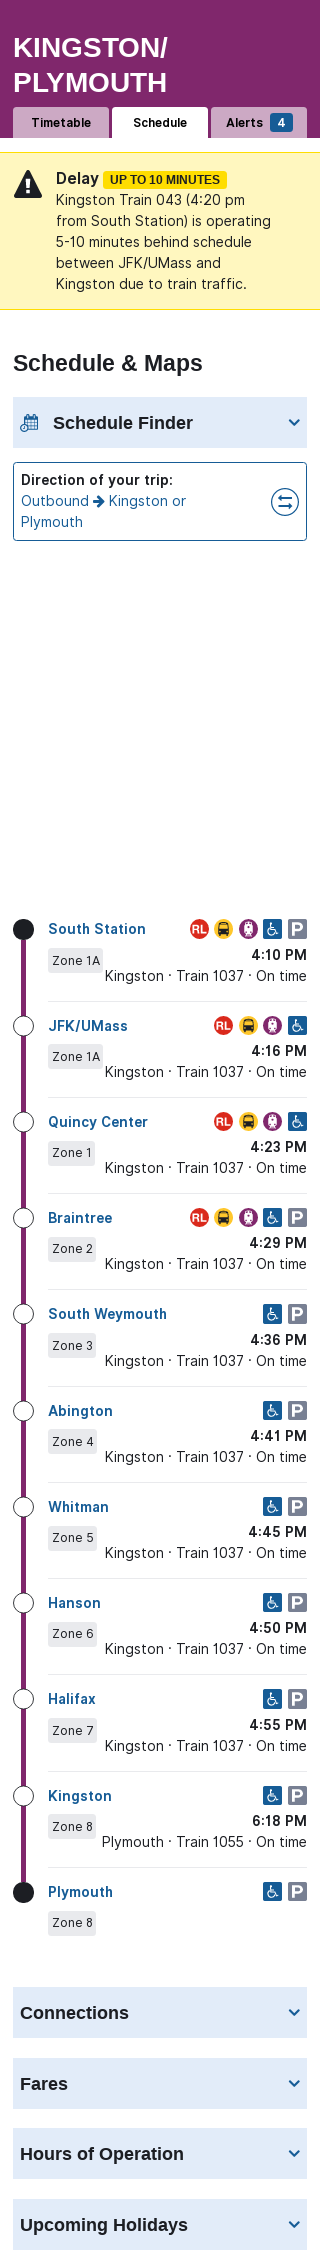 KINGSTON/
PLYMOUTH
Timetable
Schedule
Alerts 4
Delay UP TO 10 MINUTES
Kingston Train 043 (4:20 pm
from South Station) is operating
5-10 minutes behind schedule
between JFK/UMass and
Kingston due to train traffic.
Schedule & Maps
Schedule Finder
Direction of your trip:
Outbound Kingston or
Plymouth
South Station RL P
4:10 PM
Zone 1A
Kingston · Train 1037 · On time
JFK/UMass RL
4:16 PM
Zone 1A
Kingston · Train 1037 · On time
Quincy Center RL
4:23 PM
Zone 1
Kingston · Train 1037 · On time
Braintree RL P
4:29 PM
Zone 2
Kingston · Train 1037 · On time
South Weymouth P
4:36 PM
Zone 3
Kingston · Train 1037 · On time
Abington P
4:41 PM
Zone 4
Kingston · Train 1037 · On time
Whitman P
4:45 PM
Zone 5
Kingston · Train 1037 · On time
Hanson P
4:50 PM
Zone 6
Kingston · Train 1037 · On time
Halifax P
4:55 PM
Zone 7
Kingston · Train 1037 · On time
Kingston P
6:18 PM
Zone 8
Plymouth · Train 1055 · On time
Plymouth P
Zone 8
Connections
Fares
Hours of Operation
Upcoming Holidays